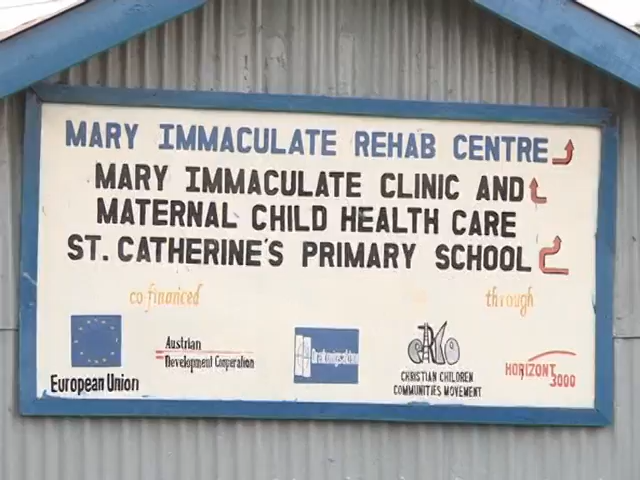 MARY IMMACULATE REHAB CENTRE
MARY IMMACULATE CLINIC AND
MATERNAL CHILD HEALTH CARE
ST. CATHERINE'S PRIMARY SCHOOL
co-financed through
European Union
Austrian
Development Cooperation
CHRISTIAN CHILDREN
COMMUNITIES MOVEMENT
HORIZONT
3000